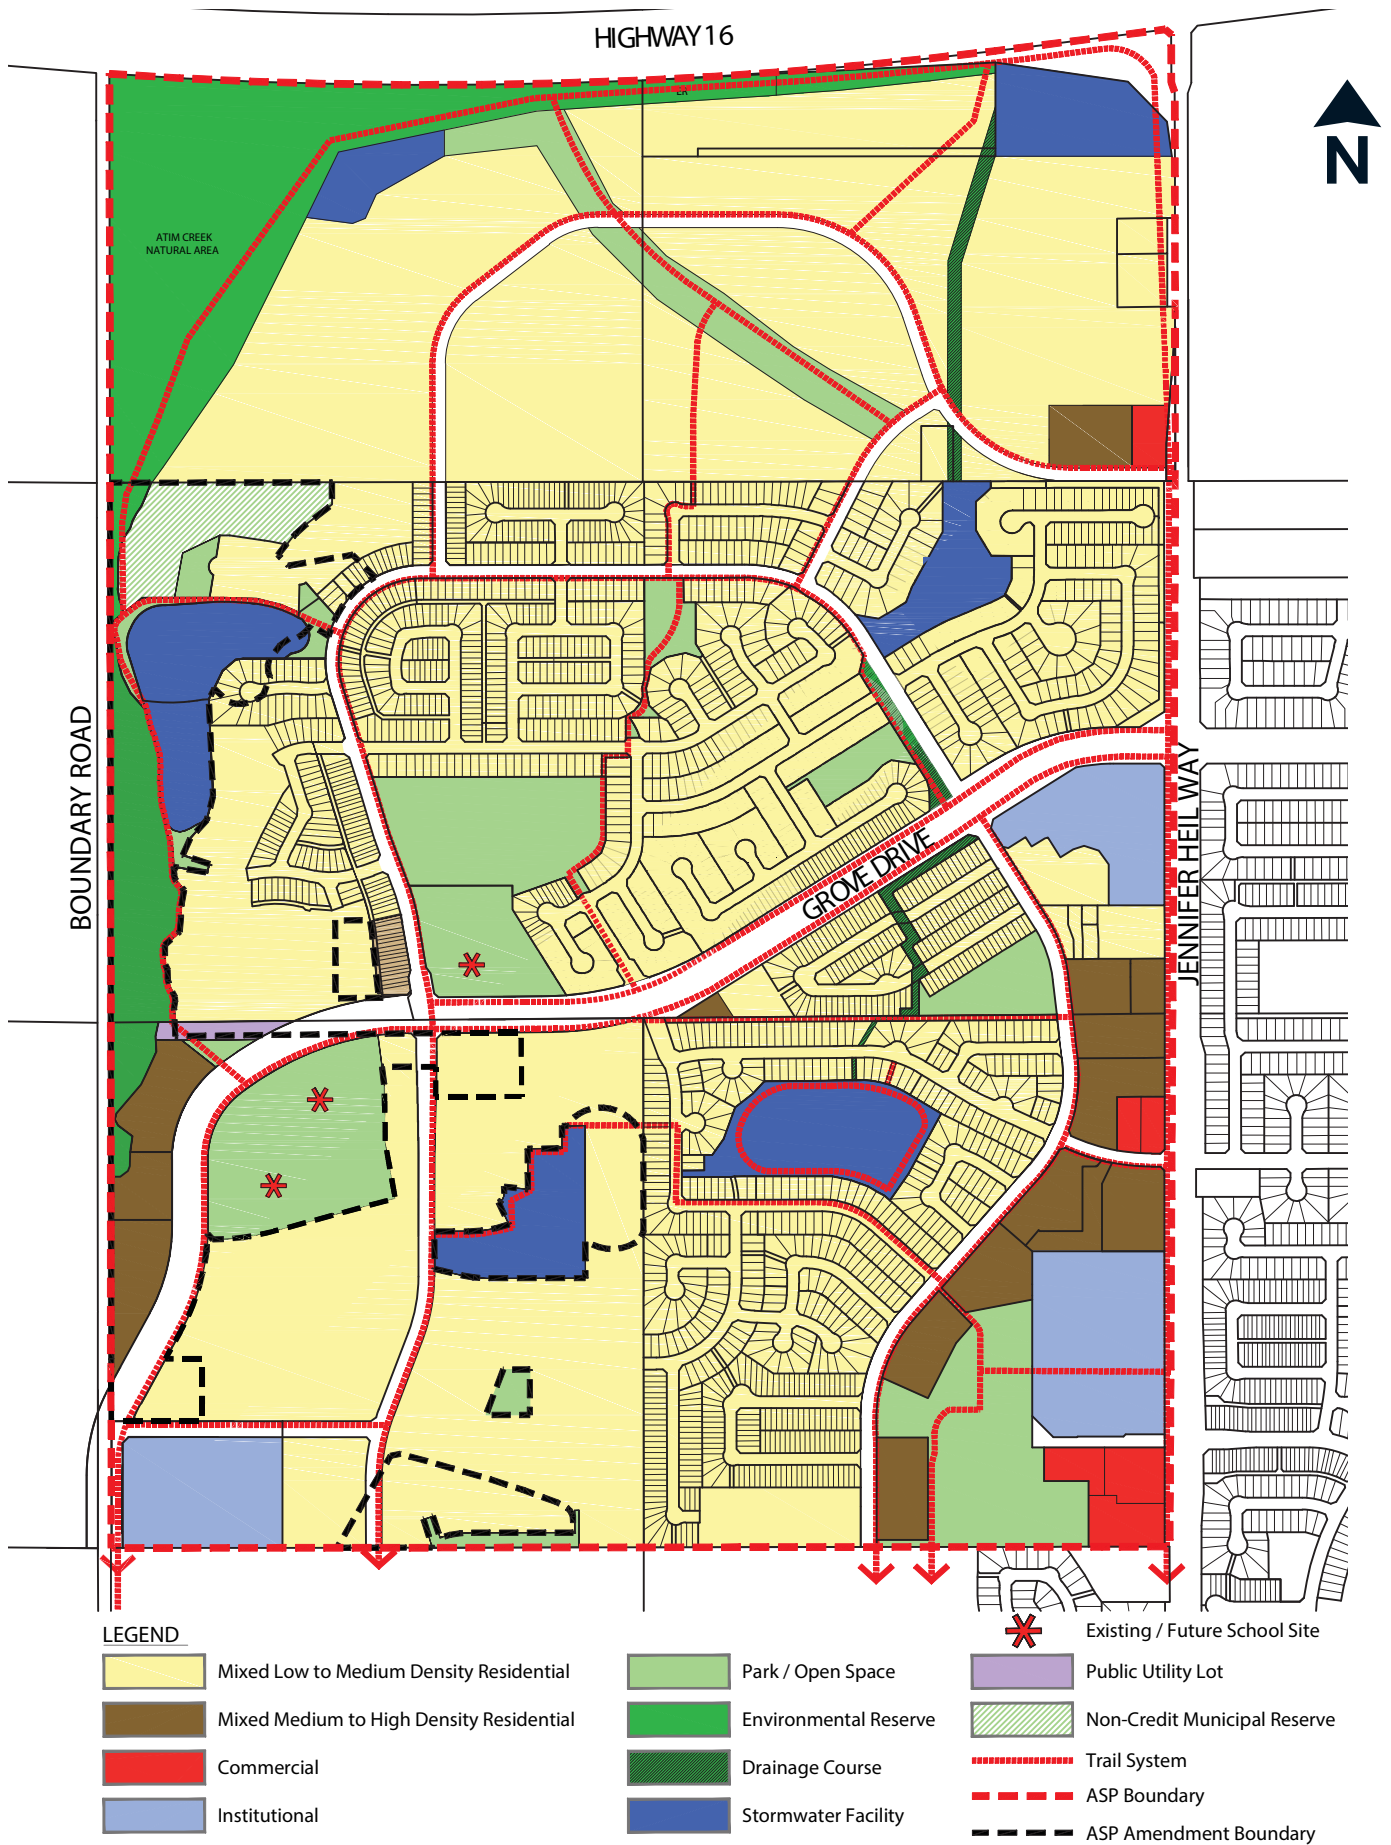 HIGHWAY 16
N
ER
ATIM CREEK
NATURAL AREA
BOUNDARY ROAD
JENNIFER HEIL WAY
GROVE DRIVE
LEGEND
Mixed Low to Medium Density Residential
Mixed Medium to High Density Residential
Commercial
Institutional
Park / Open Space
Environmental Reserve
Drainage Course
Stormwater Facility
Existing / Future School Site
Public Utility Lot
Non-Credit Municipal Reserve
Trail System
ASP Boundary
ASP Amendment Boundary